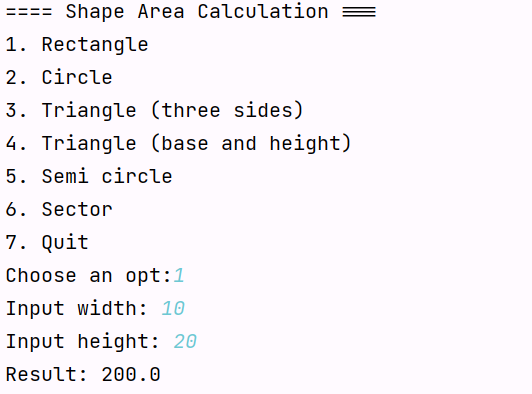 ==== Shape Area Calculation ===
1. Rectangle
2. Circle
3. Triangle (three sides)
4. Triangle (base and height)
5. Semi circle
6. Sector
7. Quit
Choose an opt:1
Input width: 10
Input height: 20
Result: 200.0